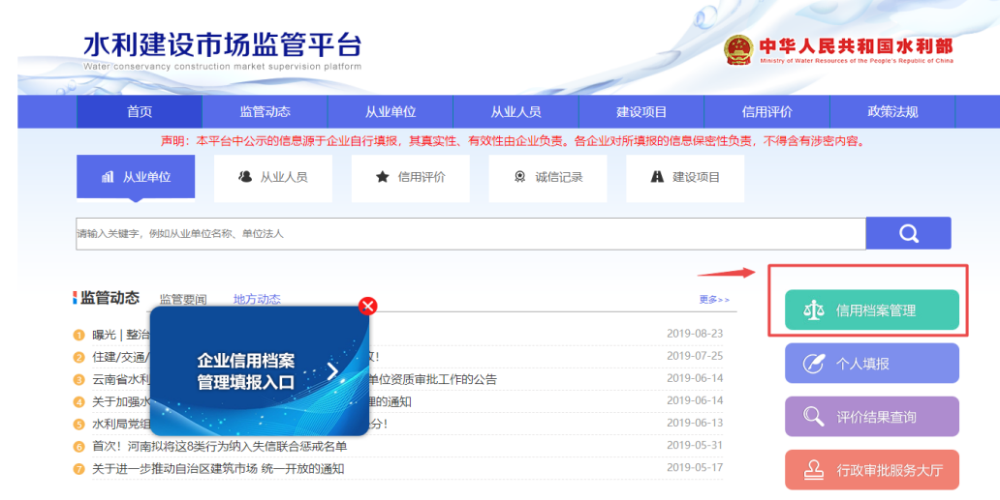 水利建设市场监管平台
Water conservancy construction market supervision platform
中华人民共和国水利部
Ministry of Water Resources of the People's Republic of China
首页 监管动态 从业单位 从业人员 建设项目 信用评价 政策法规
声明：本平台中公示的信息源于企业自行填报，其真实性、有效性由企业负责。各企业对所填报的信息保密性负责，不得含有涉密内容。
从业单位 从业人员 信用评价 诚信记录 建设项目
请输入关键字，例如从业单位名称、单位法人
监管动态 监管要闻 地方动态 更多>>
1 曝光 | 整治 2019-08-23
2 住建/交通/ ! 2019-07-25
3 云南省水利 单位资质审批工作的公告 2019-06-14
4 关于加强水 理的通知 2019-06-14
5 水利局党组 分！ 2019-06-13
6 首次！河南拟将这8类行为纳入失信联合惩戒名单 2019-05-31
7 关于进一步推动自治区建筑市场 统一开放的通知 2019-05-17
企业信用档案
管理填报入口
信用档案管理
个人填报
评价结果查询
行政审批服务大厅